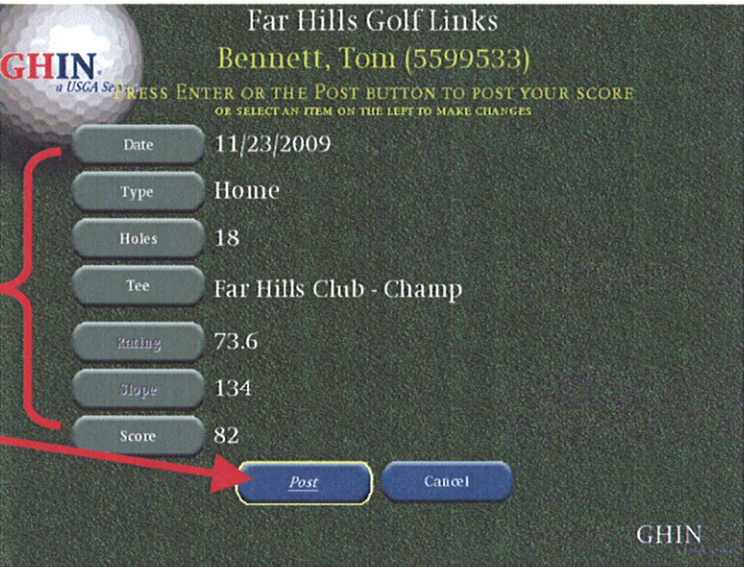 Far Hills Golf Links
GHIN
Bennett, Tom (5599533)
a USGA
PRESS ENTER OR THE POST BUTTON TO POST YOUR SCORE
OR SELECT AN ITEM ON THE LEFT TO MAKE CHANGES
Date 11/23/2009
Type Home
Holes 18
Tee Far Hills Club - Champ
Rating 73.6
Slope 134
Score 82
Post Cancel
GHIN